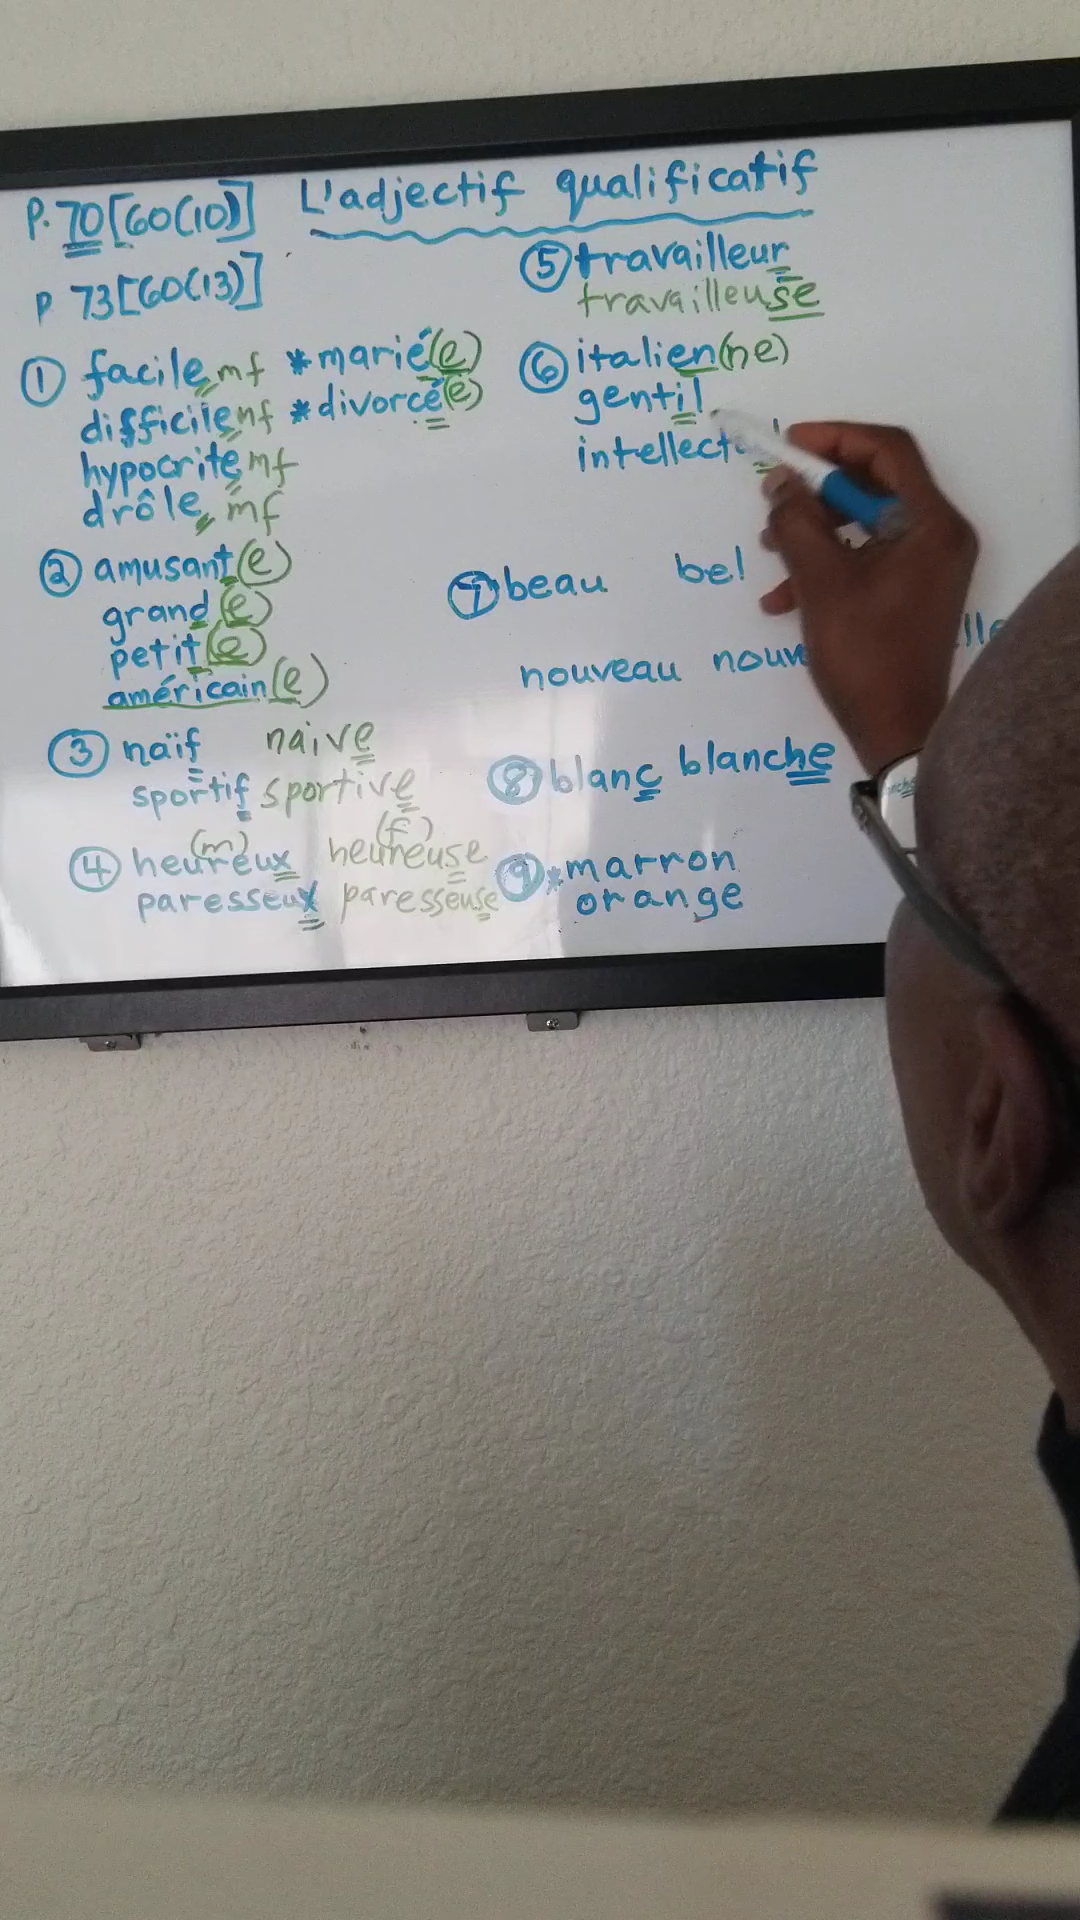 P. 70 [60(10)] L'adjectif qualificatif
P 73 [60(13)]
① facile mf *marié(e)
difficile mf *divorcé(e)
hypocrite mf
drôle mf
② amusant(e)
grand(e)
petit(e)
américain(e)
③ naïf naive
sportif sportive
④ heureux (m) heureuse (f)
paresseux paresseuse
⑤ travailleur
travailleuse
⑥ italien(ne)
gentil
⑦ beau bel
nouveau
⑧ blanc blanche
⑨ *marron
orange